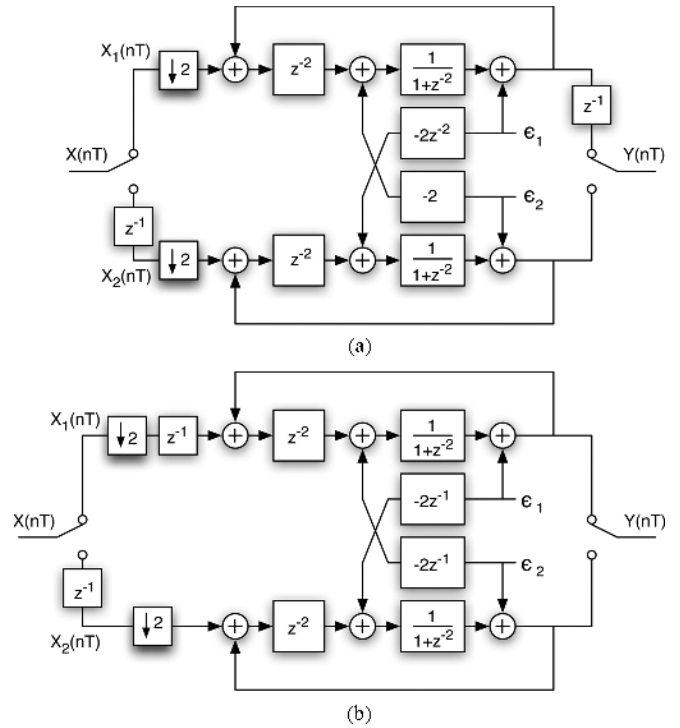 X₁(nT)
↓2
+
z⁻²
+
1
1+z⁻²
+
z⁻¹
-2z⁻²
ϵ₁
X(nT)
Y(nT)
-2
ϵ₂
z⁻¹
X₂(nT)
↓2
+
z⁻²
+
1
1+z⁻²
+
(a)
X₁(nT)
↓2
z⁻¹
+
z⁻²
+
1
1+z⁻²
+
-2z⁻¹
ϵ₁
X(nT)
Y(nT)
-2z⁻¹
ϵ₂
z⁻¹
X₂(nT)
↓2
+
z⁻²
+
1
1+z⁻²
+
(b)